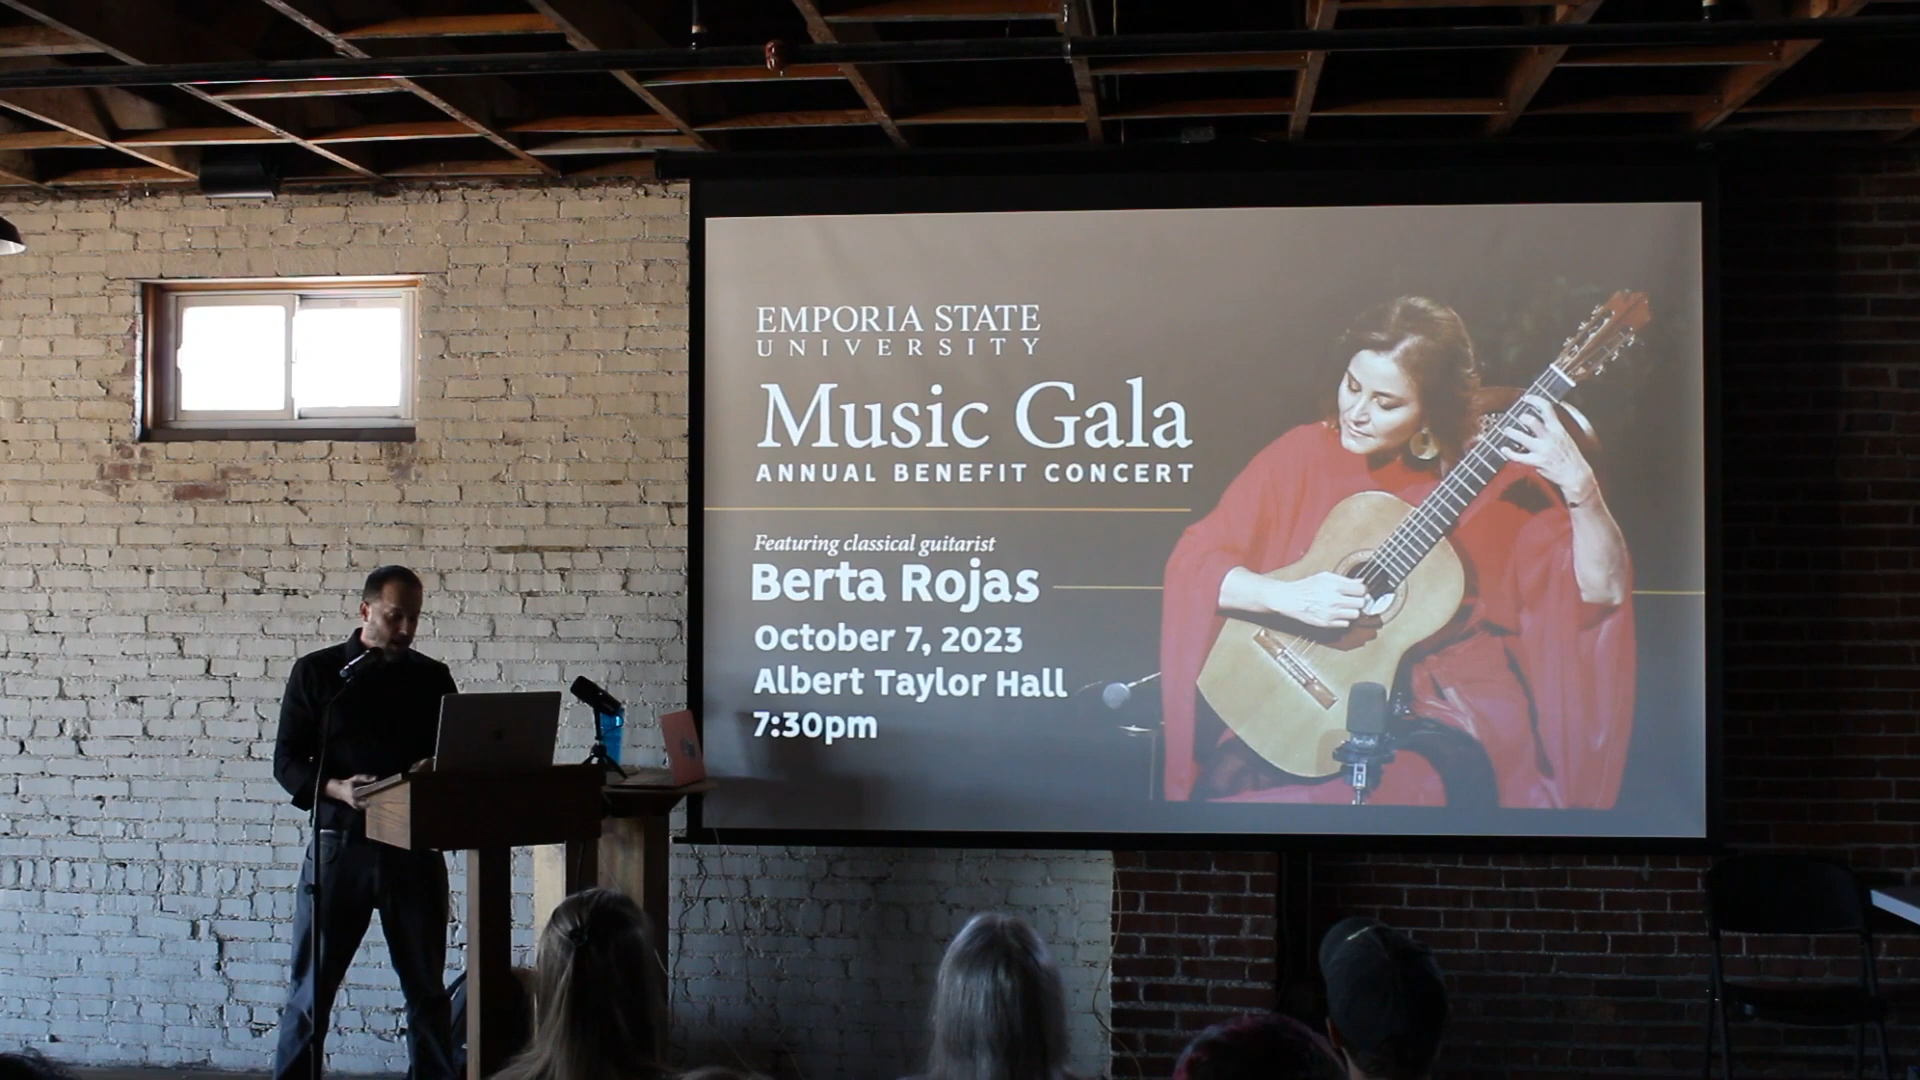 EMPORIA STATE
UNIVERSITY
Music Gala
ANNUAL BENEFIT CONCERT
Featuring classical guitarist
Berta Rojas
October 7, 2023
Albert Taylor Hall
7:30pm